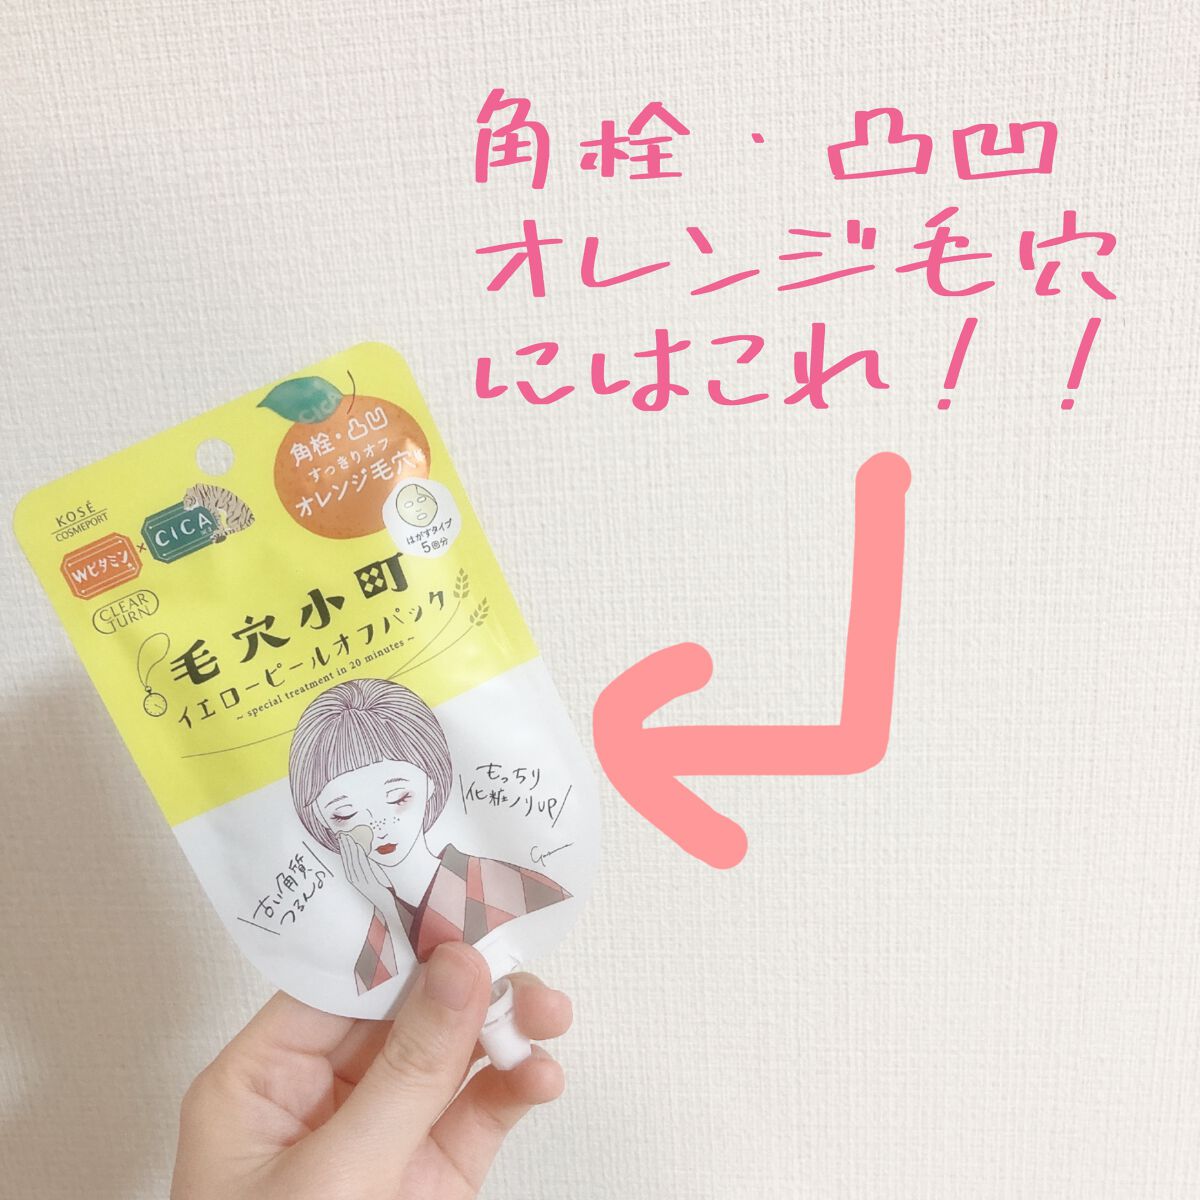 角栓・凸凹
オレンジ毛穴
にはこれ！！
CICA
角栓・凸凹
すっきりオフ
オレンジ毛穴
はがすタイプ
5回分
KOSÉ
COSMEPORT
Wビタミン
×
CICA
CLEAR
TURN
毛穴小町
イエローピールオフパック
~ special treatment in 20 minutes ~
もっちり
化粧ノリUP
古い角質
つるん♪